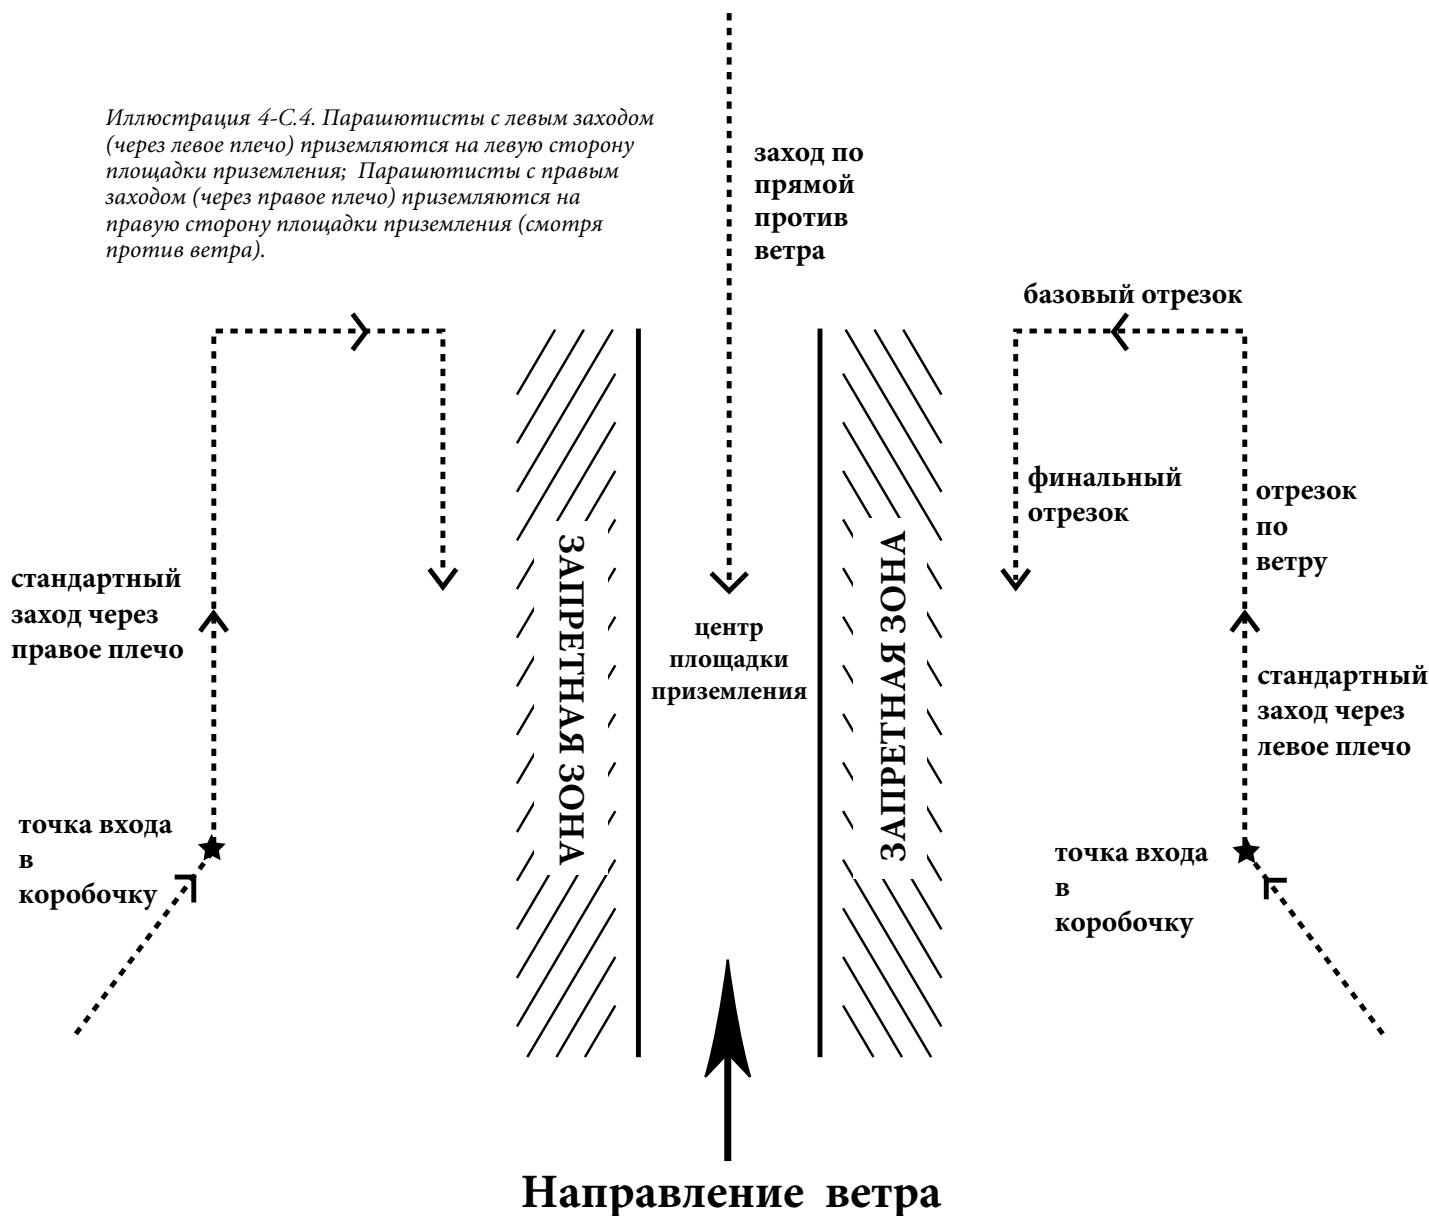 Иллюстрация 4-C.4. Парашютисты с левым заходом
(через левое плечо) приземляются на левую сторону
площадки приземления; Парашютисты с правым
заходом (через правое плечо) приземляются на
правую сторону площадки приземления (смотря
против ветра).
заход по
прямой
против
ветра
базовый отрезок
финальный
отрезок
отрезок
по
ветру
стандартный
заход через
правое плечо
ЗАПРЕТНАЯ ЗОНА
центр
площадки
приземления
ЗАПРЕТНАЯ ЗОНА
стандартный
заход через
левое плечо
точка входа
в
коробочку
точка входа
в
коробочку
Направление ветра